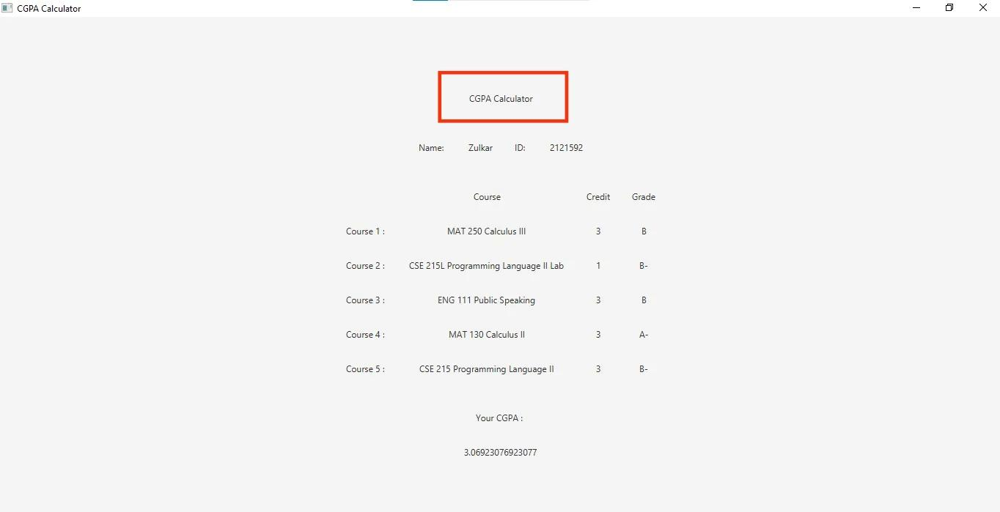 CGPA Calculator
CGPA Calculator
Name: Zulkar ID: 2121592
Course Credit Grade
Course 1 : MAT 250 Calculus III 3 B
Course 2 : CSE 215L Programming Language II Lab 1 B-
Course 3 : ENG 111 Public Speaking 3 B
Course 4 : MAT 130 Calculus II 3 A-
Course 5 : CSE 215 Programming Language II 3 B-
Your CGPA :
3.06923076923077